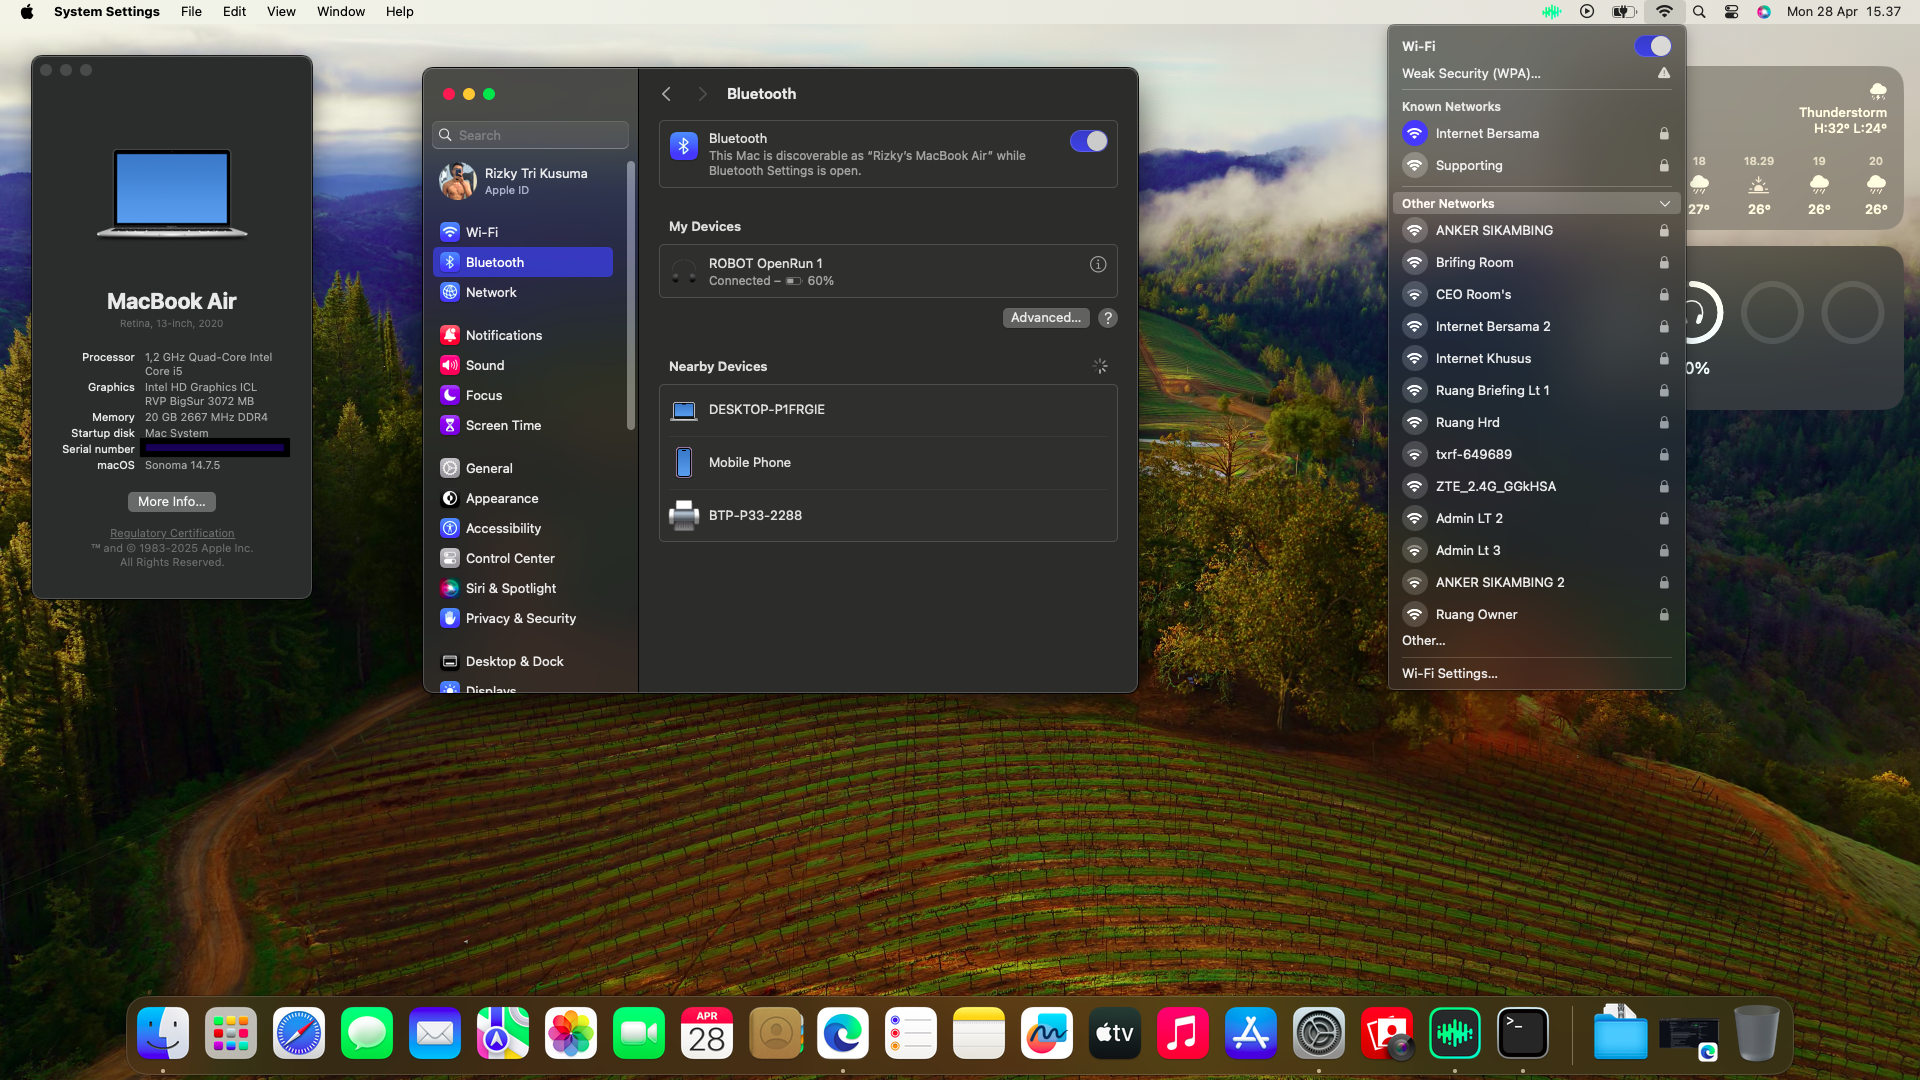 System Settings File Edit View Window Help
Mon 28 Apr 15.37
MacBook Air
Retina, 13-inch, 2020
Processor 1,2 GHz Quad-Core Intel
Core i5
Graphics Intel HD Graphics ICL
RVP BigSur 3072 MB
Memory 20 GB 2667 MHz DDR4
Startup disk Mac System
Serial number
macOS Sonoma 14.7.5
More Info...
Regulatory Certification
™ and © 1983-2025 Apple Inc.
All Rights Reserved.
Search
Rizky Tri Kusuma
Apple ID
Wi-Fi
Bluetooth
Network
Notifications
Sound
Focus
Screen Time
General
Appearance
Accessibility
Control Center
Siri & Spotlight
Privacy & Security
Desktop & Dock
Displays
Bluetooth
Bluetooth
This Mac is discoverable as “Rizky’s MacBook Air” while
Bluetooth Settings is open.
My Devices
ROBOT OpenRun 1
Connected – 60%
Advanced... ?
Nearby Devices
DESKTOP-P1FRGIE
Mobile Phone
BTP-P33-2288
Wi-Fi
Weak Security (WPA)...
Known Networks
Internet Bersama
Supporting
Other Networks
ANKER SIKAMBING
Brifing Room
CEO Room's
Internet Bersama 2
Internet Khusus
Ruang Briefing Lt 1
Ruang Hrd
txrf-649689
ZTE_2.4G_GGkHSA
Admin LT 2
Admin Lt 3
ANKER SIKAMBING 2
Ruang Owner
Other...
Wi-Fi Settings...
Thunderstorm
H:32° L:24°
18 18.29 19 20
27° 26° 26° 26°
0%
APR
28
tv